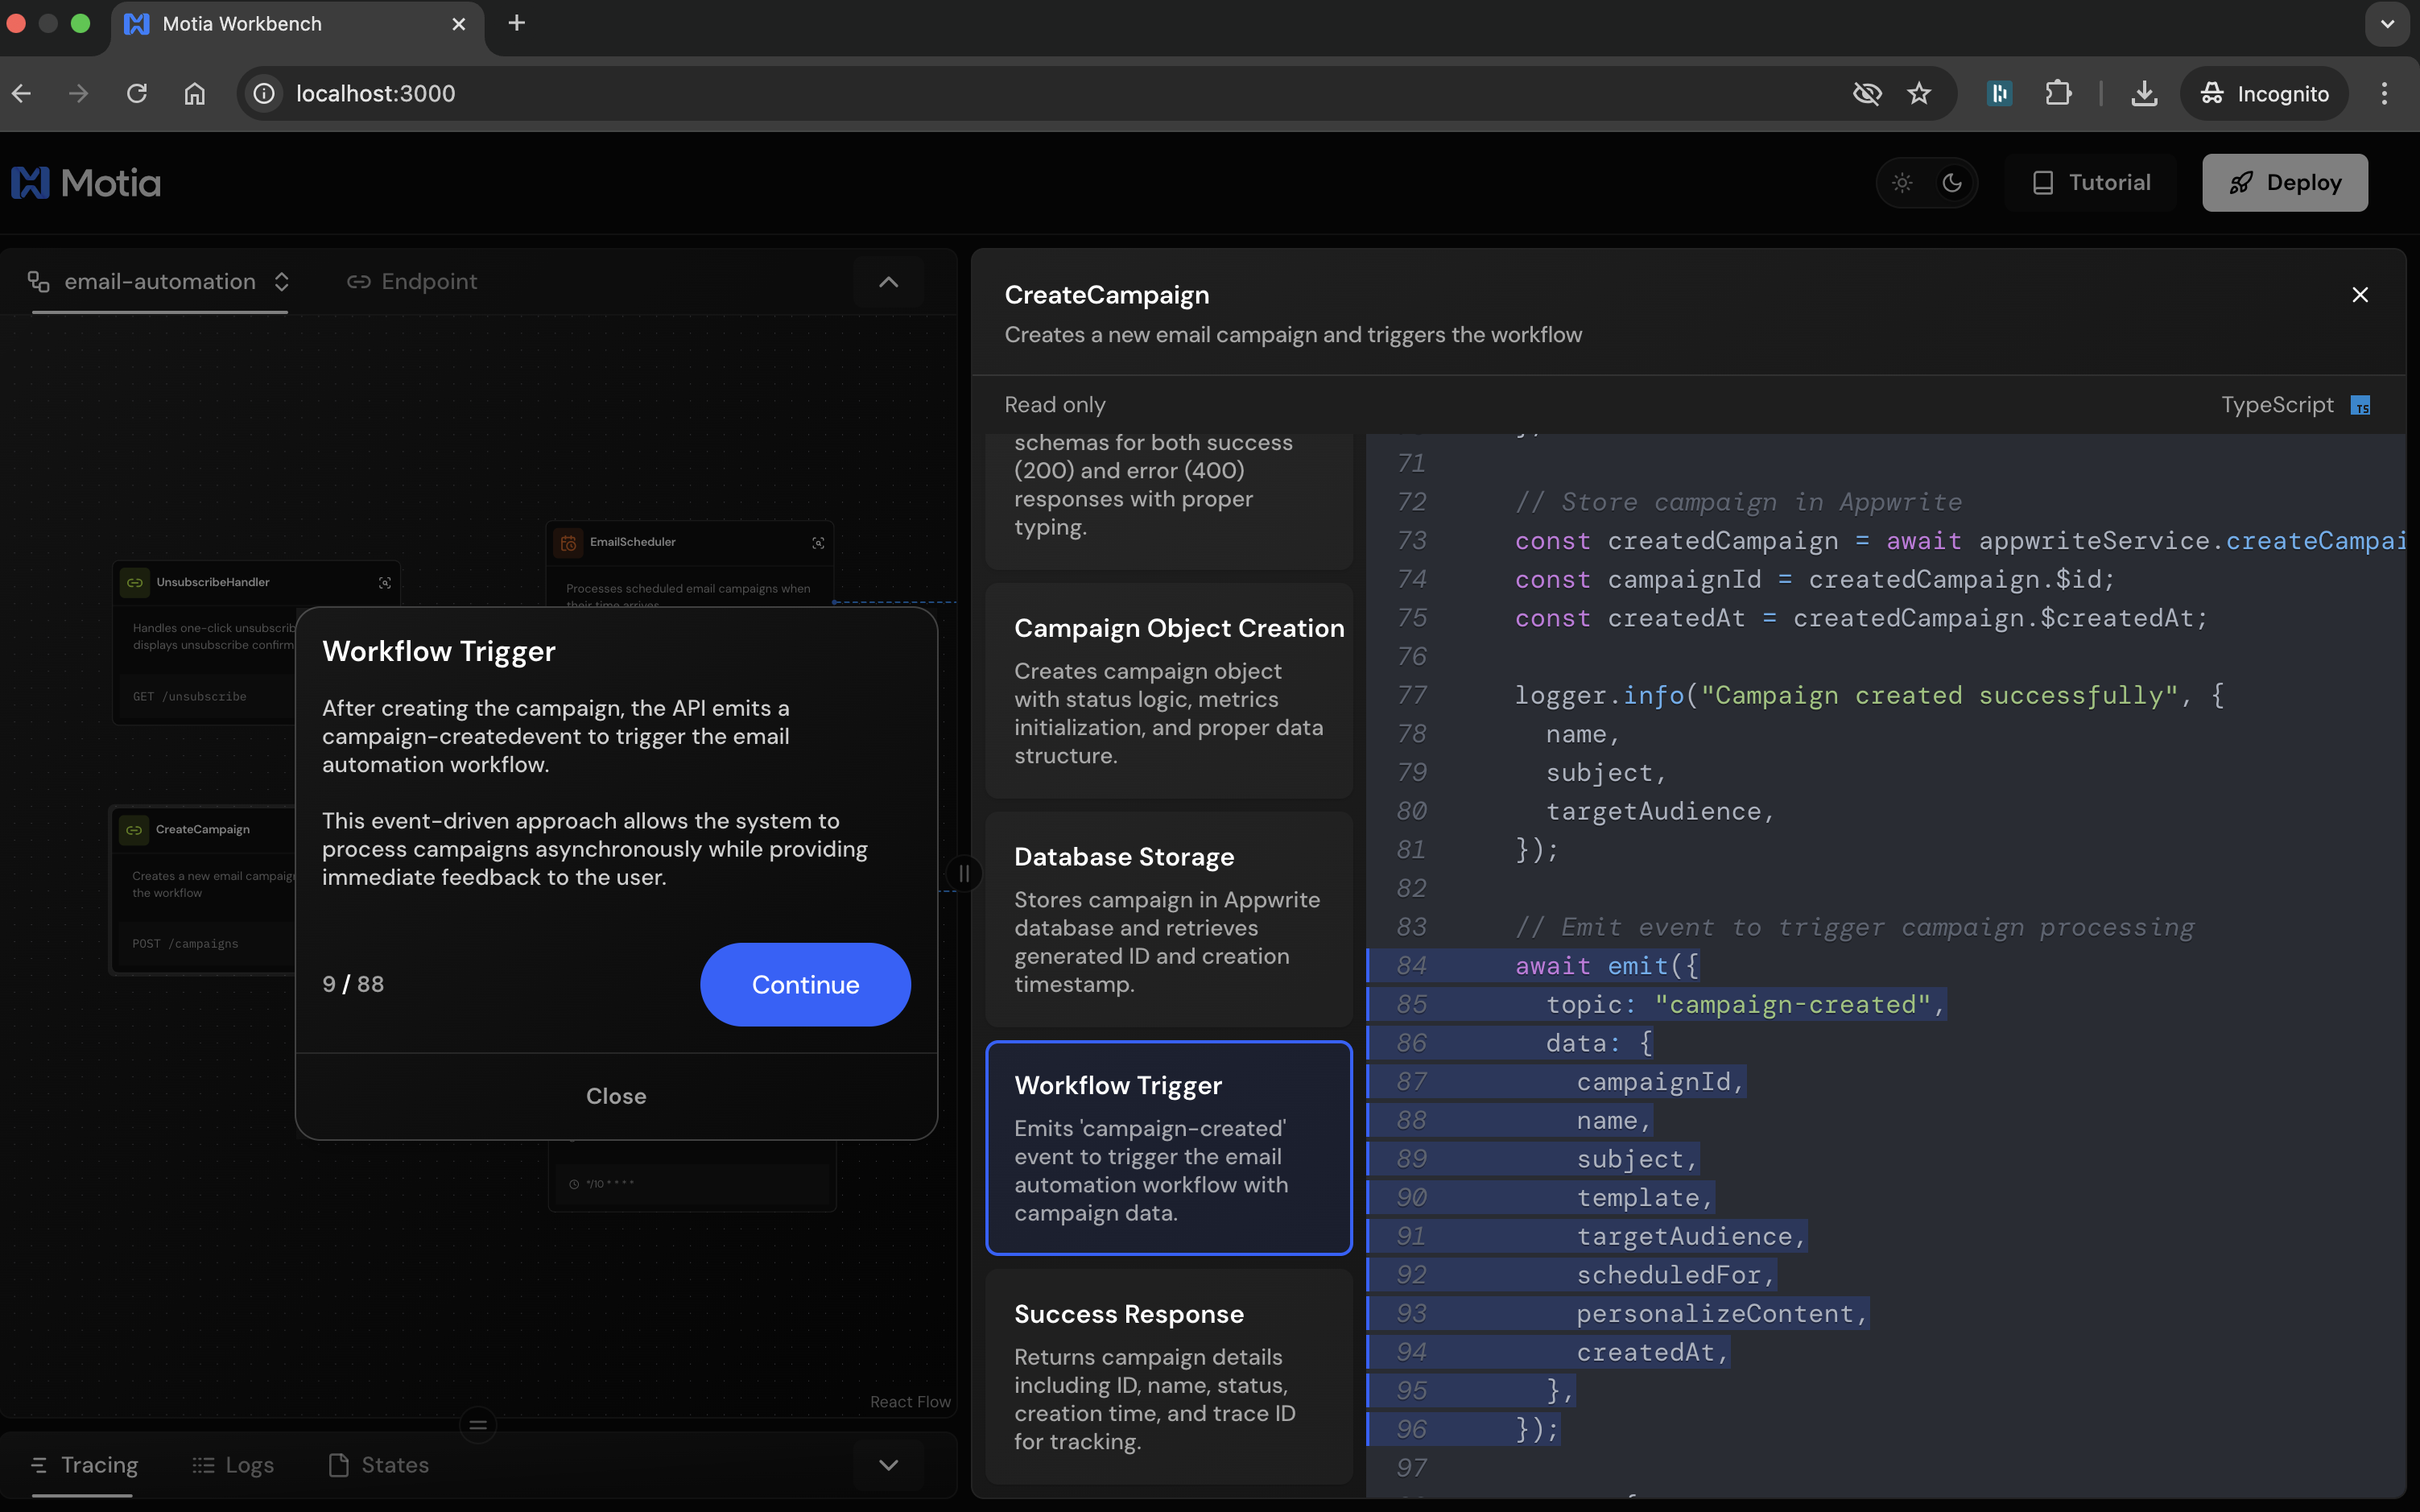 Motia Workbench
localhost:3000
Incognito
Motia
Tutorial
Deploy
email-automation
Endpoint
UnsubscribeHandler
Handles one-click unsubscrib
displays unsubscribe confirm
GET /unsubscribe
EmailScheduler
Processes scheduled email campaigns when
their time arrives
CreateCampaign
Creates a new email campaign
the workflow
POST /campaigns
Workflow Trigger
After creating the campaign, the API emits a
campaign-createdevent to trigger the email
automation workflow.
This event-driven approach allows the system to
process campaigns asynchronously while providing
immediate feedback to the user.
9 / 88
Continue
Close
*/10 * * * *
React Flow
Tracing
Logs
States
CreateCampaign
Creates a new email campaign and triggers the workflow
Read only
TypeScript
TS
schemas for both success
(200) and error (400)
responses with proper
typing.
Campaign Object Creation
Creates campaign object
with status logic, metrics
initialization, and proper data
structure.
Database Storage
Stores campaign in Appwrite
database and retrieves
generated ID and creation
timestamp.
Workflow Trigger
Emits 'campaign-created'
event to trigger the email
automation workflow with
campaign data.
Success Response
Returns campaign details
including ID, name, status,
creation time, and trace ID
for tracking.
71
72 // Store campaign in Appwrite
73 const createdCampaign = await appwriteService.createCampai
74 const campaignId = createdCampaign.$id;
75 const createdAt = createdCampaign.$createdAt;
76
77 logger.info("Campaign created successfully", {
78 name,
79 subject,
80 targetAudience,
81 });
82
83 // Emit event to trigger campaign processing
84 await emit({
85 topic: "campaign-created",
86 data: {
87 campaignId,
88 name,
89 subject,
90 template,
91 targetAudience,
92 scheduledFor,
93 personalizeContent,
94 createdAt,
95 },
96 });
97